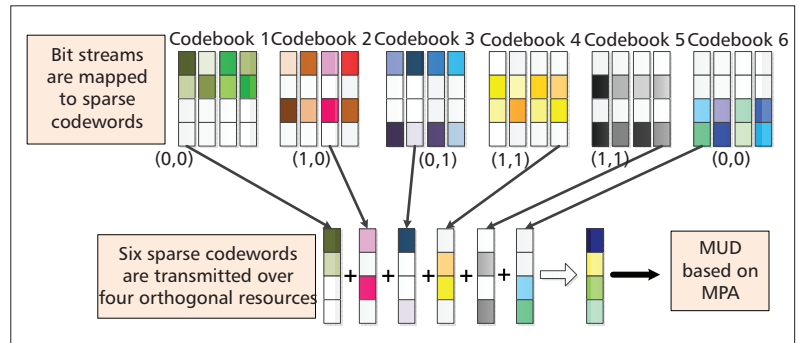 Bit streams
are mapped
to sparse
codewords
Codebook 1 Codebook 2 Codebook 3 Codebook 4 Codebook 5 Codebook 6
(0,0) (1,0) (0,1) (1,1) (1,1) (0,0)
Six sparse codewords
are transmitted over
four orthogonal resources
+ + + + +
MUD
based on
MPA